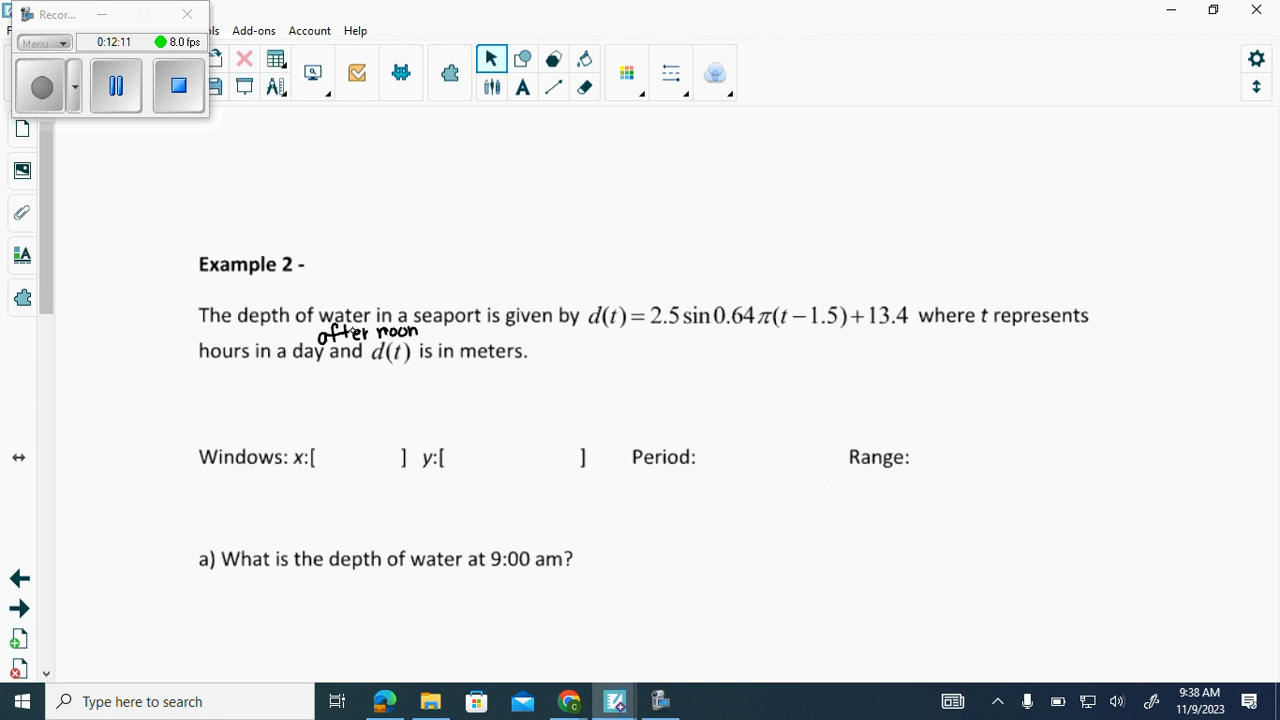 Recor...
Menu
0:12:11
8.0 fps
ols Add-ons Account Help
Example 2 -
The depth of water in a seaport is given by d(t) = 2.5 sin 0.64π(t − 1.5) + 13.4 where t represents
after noon
hours in a day and d(t) is in meters.
Windows: x:[ ] y:[ ] Period: Range:
a) What is the depth of water at 9:00 am?
Type here to search
9:38 AM
11/9/2023